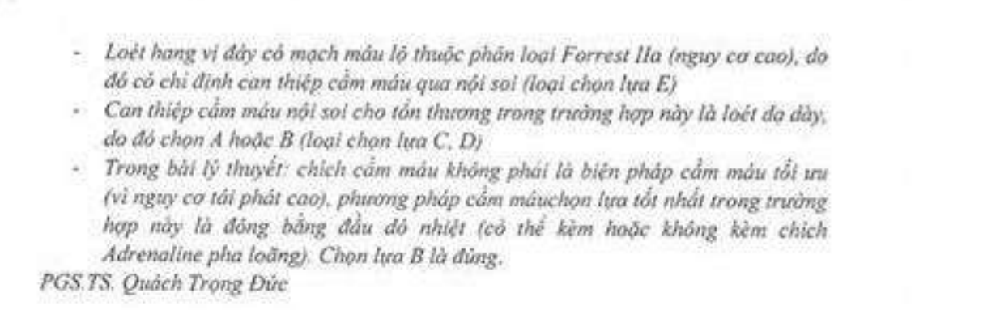 - Loét hang vị đáy có mạch máu lộ thuộc phân loại Forrest IIa (nguy cơ cao), do
đó có chỉ định can thiệp cầm máu qua nội soi (loại chọn lựa E)
- Can thiệp cầm máu nội soi cho tổn thương trong trường hợp này là loét dạ dày,
do đó chọn A hoặc B (loại chọn lựa C, D)
- Trong bài lý thuyết: chích cầm máu không phải là biện pháp cầm máu tối ưu
(vì nguy cơ tái phát cao), phương pháp cầm máuchọn lựa tốt nhất trong trường
hợp này là đông bằng đầu dò nhiệt (có thể kèm hoặc không kèm chích
Adrenaline pha loãng). Chọn lựa B là đúng.
PGS.TS. Quách Trọng Đức